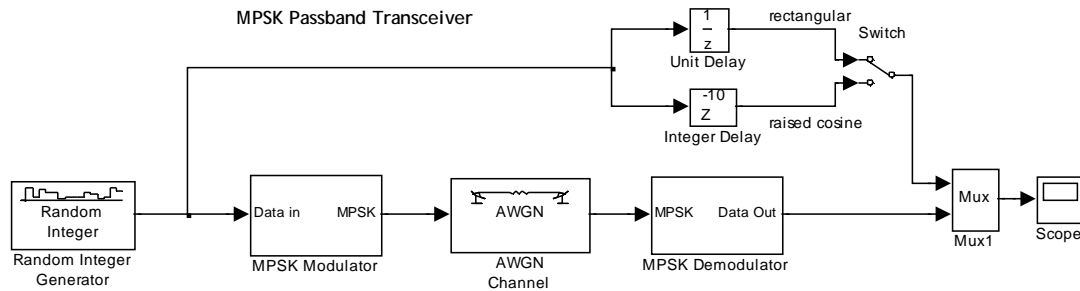 MPSK Passband Transceiver
1
z
Unit Delay
rectangular
Switch
-10
Z
Integer Delay
raised cosine
Random
Integer
Random Integer
Generator
Data in
MPSK
MPSK Modulator
AWGN
AWGN
Channel
MPSK
Data Out
MPSK Demodulator
Mux
Mux1
Scope